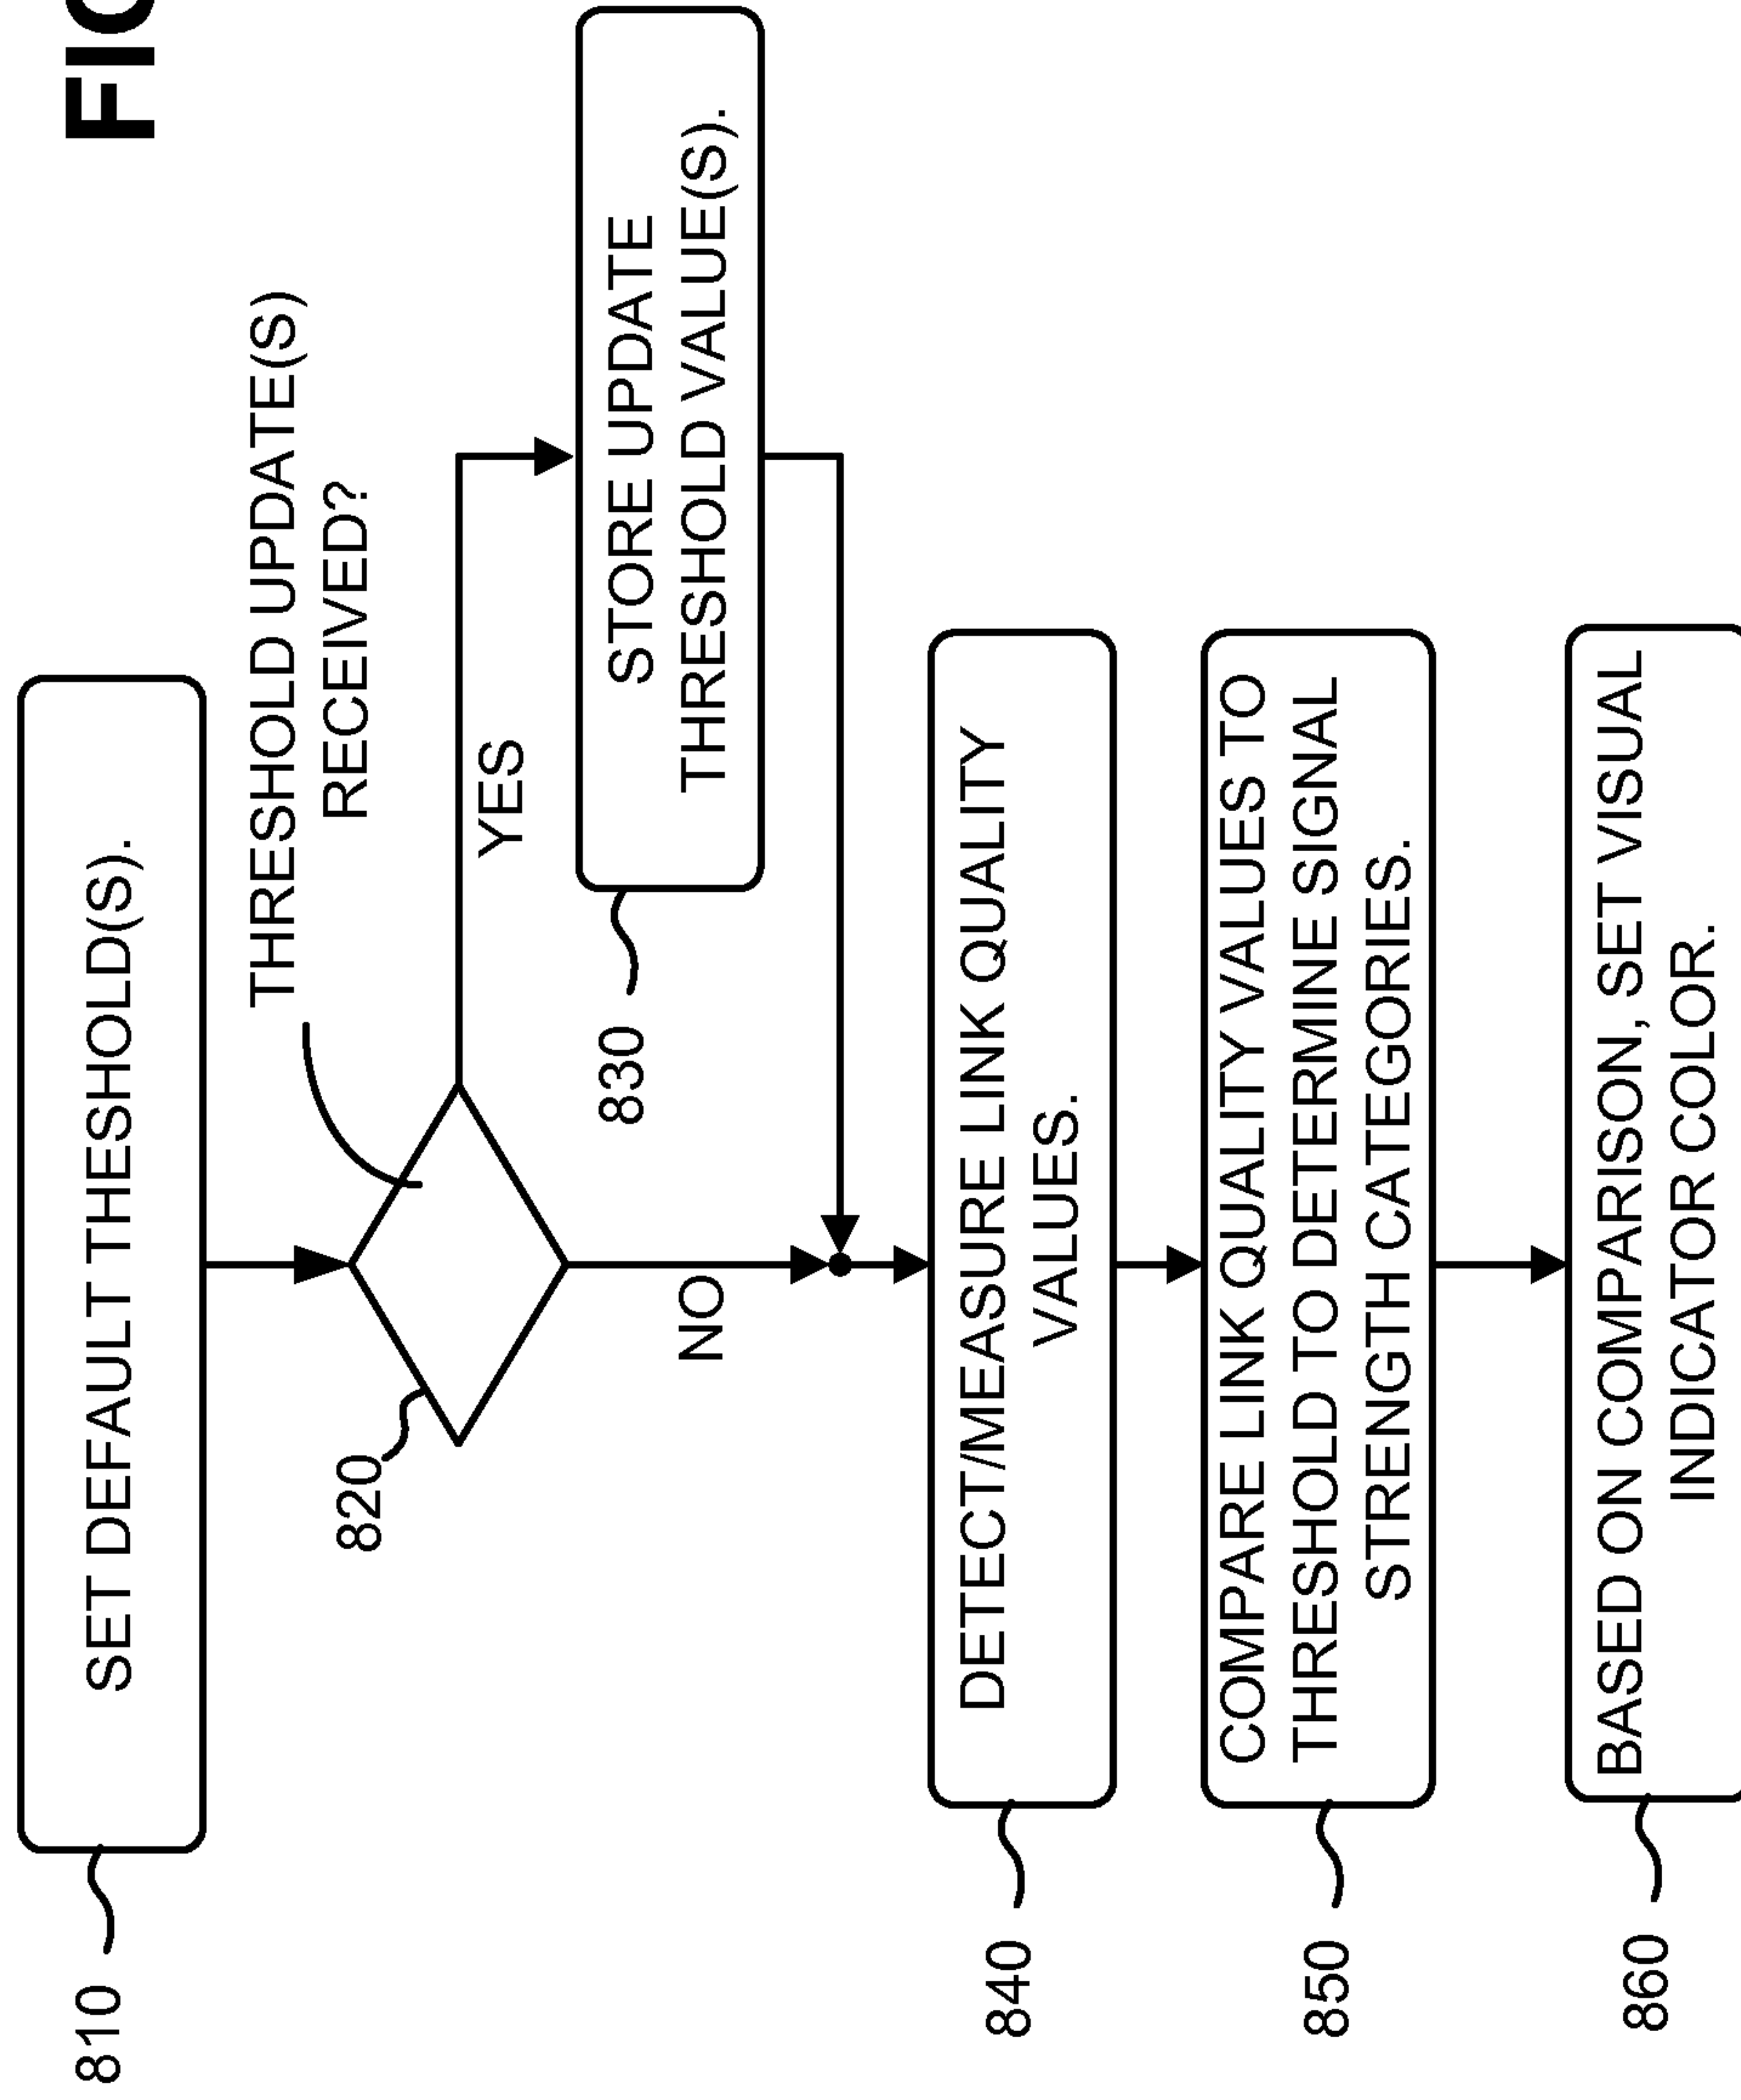 FIG
810
SET DEFAULT THESHOLD(S).
THRESHOLD UPDATE(S)
RECEIVED?
820
YES
NO
830
STORE UPDATE
THRESHOLD VALUE(S).
840
DETECT/MEASURE LINK QUALITY
VALUES.
850
COMPARE LINK QUALITY VALUES TO
THRESHOLD TO DETERMINE SIGNAL
STRENGTH CATEGORIES.
860
BASED ON COMPARISON, SET VISUAL
INDICATOR COLOR.